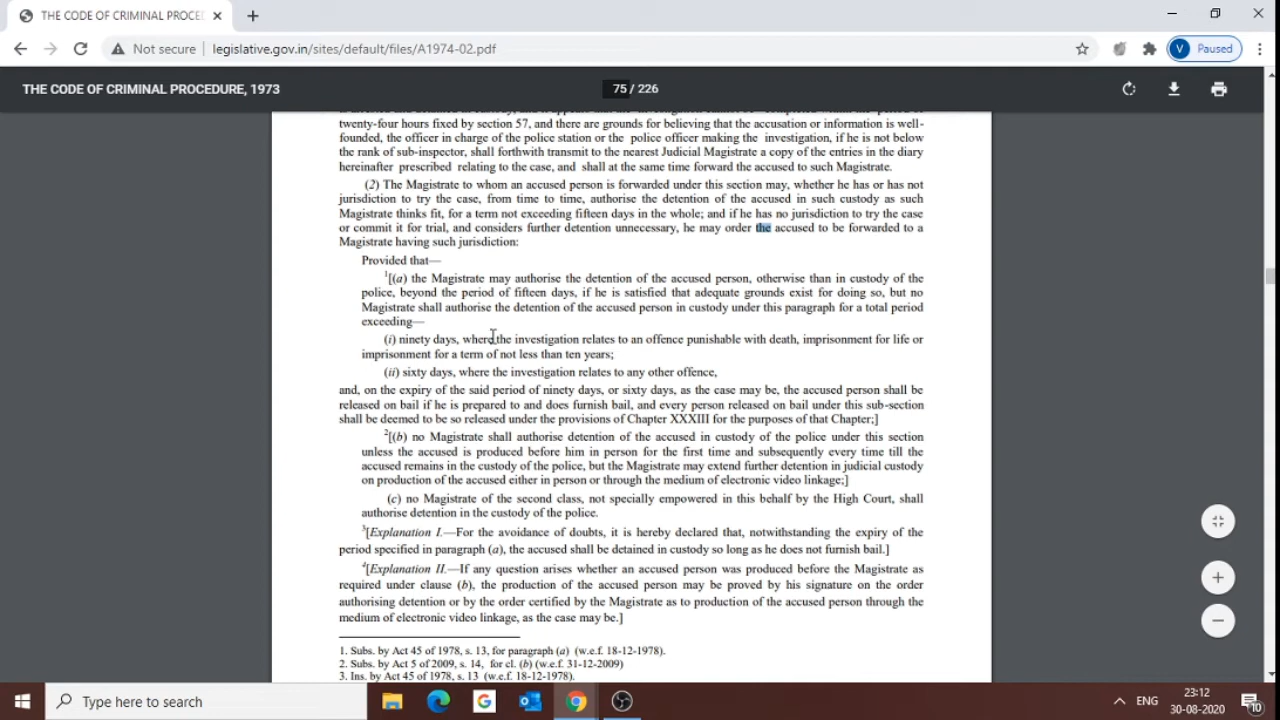 THE CODE OF CRIMINAL PROCED
Not secure
legislative.gov.in/sites/default/files/A1974-02.pdf
V Paused
THE CODE OF CRIMINAL PROCEDURE, 1973
75 / 226
twenty-four hours fixed by section 57, and there are grounds for believing that the accusation or information is well-
founded, the officer in charge of the police station or the police officer making the investigation, if he is not below
the rank of sub-inspector, shall forthwith transmit to the nearest Judicial Magistrate a copy of the entries in the diary
hereinafter prescribed relating to the case, and shall at the same time forward the accused to such Magistrate.
(2) The Magistrate to whom an accused person is forwarded under this section may, whether he has or has not
jurisdiction to try the case, from time to time, authorise the detention of the accused in such custody as such
Magistrate thinks fit, for a term not exceeding fifteen days in the whole; and if he has no jurisdiction to try the case
or commit it for trial, and considers further detention unnecessary, he may order the accused to be forwarded to a
Magistrate having such jurisdiction:
Provided that—
1[(a) the Magistrate may authorise the detention of the accused person, otherwise than in custody of the
police, beyond the period of fifteen days, if he is satisfied that adequate grounds exist for doing so, but no
Magistrate shall authorise the detention of the accused person in custody under this paragraph for a total period
exceeding—
(i) ninety days, where the investigation relates to an offence punishable with death, imprisonment for life or
imprisonment for a term of not less than ten years;
(ii) sixty days, where the investigation relates to any other offence,
and, on the expiry of the said period of ninety days, or sixty days, as the case may be, the accused person shall be
released on bail if he is prepared to and does furnish bail, and every person released on bail under this sub-section
shall be deemed to be so released under the provisions of Chapter XXXIII for the purposes of that Chapter;]
2[(b) no Magistrate shall authorise detention of the accused in custody of the police under this section
unless the accused is produced before him in person for the first time and subsequently every time till the
accused remains in the custody of the police, but the Magistrate may extend further detention in judicial custody
on production of the accused either in person or through the medium of electronic video linkage;]
(c) no Magistrate of the second class, not specially empowered in this behalf by the High Court, shall
authorise detention in the custody of the police.
3[Explanation I.—For the avoidance of doubts, it is hereby declared that, notwithstanding the expiry of the
period specified in paragraph (a), the accused shall be detained in custody so long as he does not furnish bail.]
4[Explanation II.—If any question arises whether an accused person was produced before the Magistrate as
required under clause (b), the production of the accused person may be proved by his signature on the order
authorising detention or by the order certified by the Magistrate as to production of the accused person through the
medium of electronic video linkage, as the case may be.]
1. Subs. by Act 45 of 1978, s. 13, for paragraph (a) (w.e.f. 18-12-1978).
2. Subs. by Act 5 of 2009, s. 14, for cl. (b) (w.e.f. 31-12-2009)
3. Ins. by Act 45 of 1978, s. 13 (w.e.f. 18-12-1978).
Type here to search
ENG
23:12
30-08-2020
10